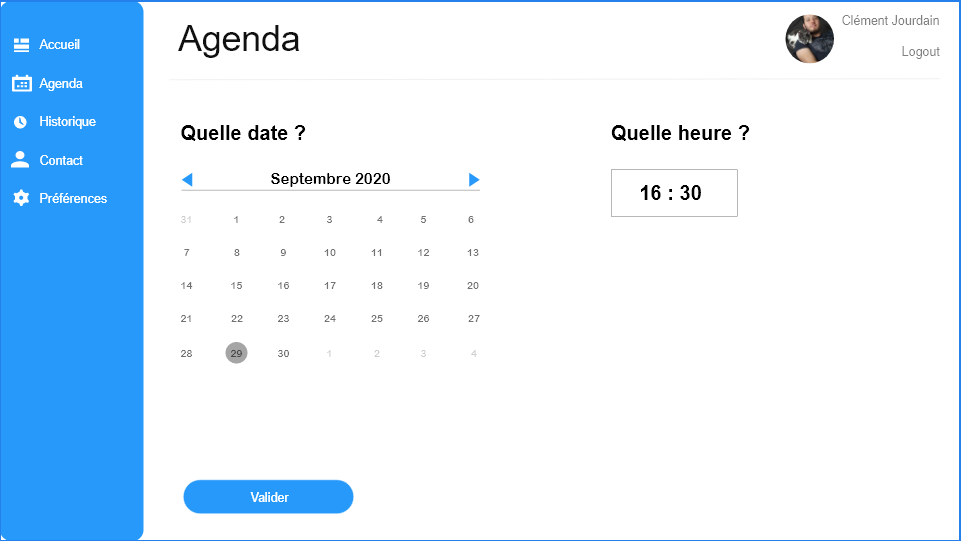 Accueil
Agenda
Historique
Contact
Préférences
Agenda
Clément Jourdain
Logout
Quelle date ?
Septembre 2020
31 1 2 3 4 5 6
7 8 9 10 11 12 13
14 15 16 17 18 19 20
21 22 23 24 25 26 27
28 29 30 1 2 3 4
Quelle heure ?
16 : 30
Valider